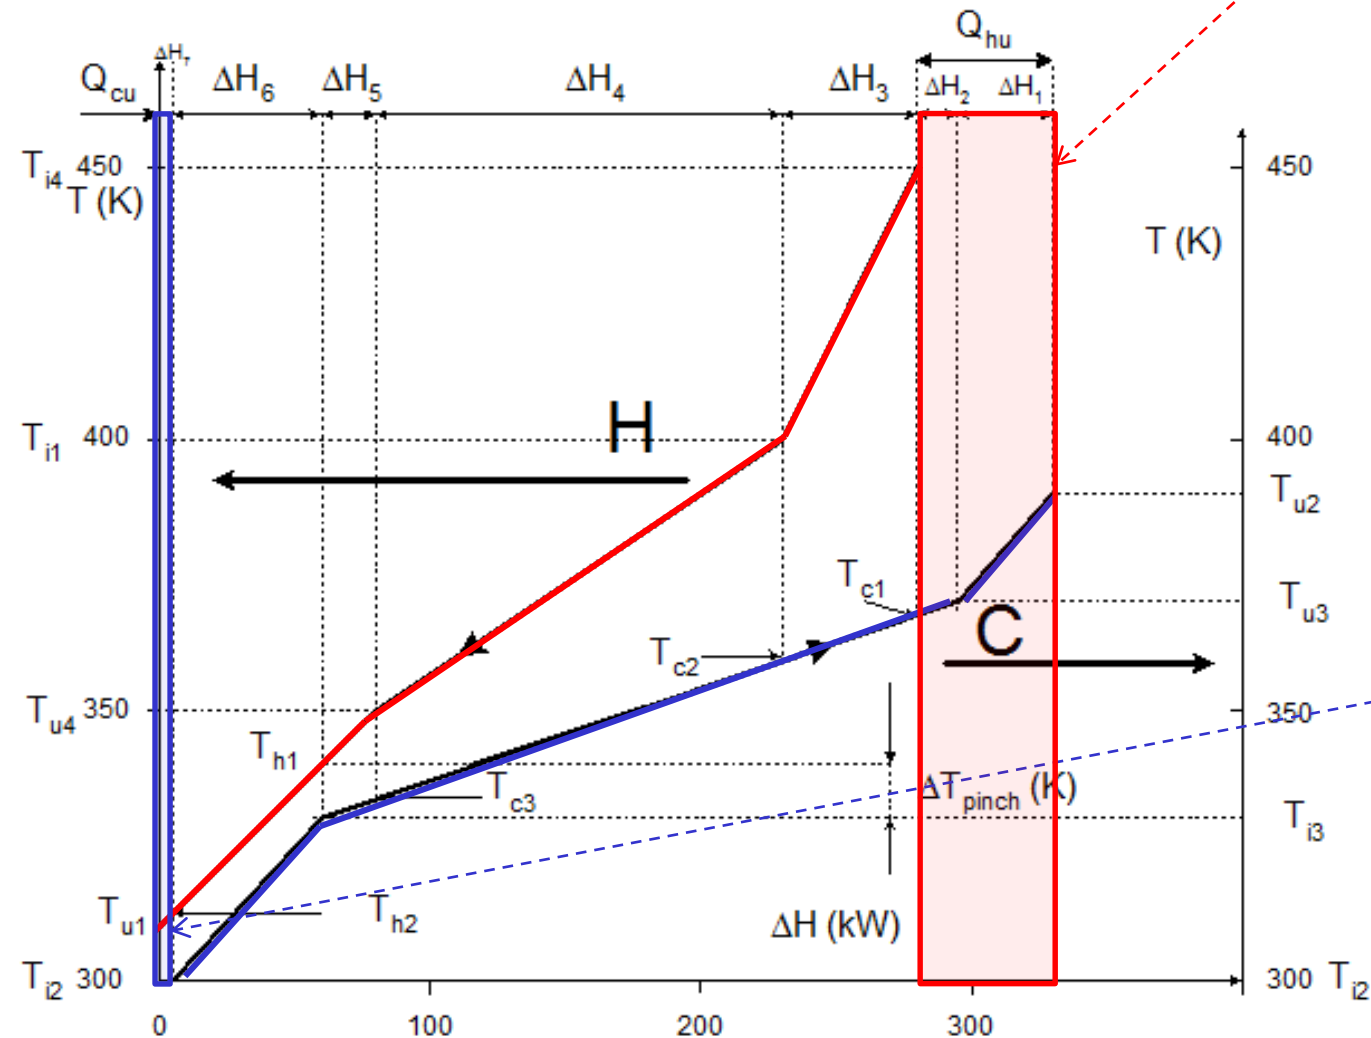 Q_hu
Q_cu ΔH_7 ΔH_6 ΔH_5 ΔH_4 ΔH_3 ΔH_2 ΔH_1
T_i4 450
T (K)
450
T (K)
H
T_i1 400
400
T_u2
T_c1
T_u3
C
T_c2
T_u4 350
350
T_h1
T_c3
ΔT_pinch (K)
T_i3
T_u1
T_h2
ΔH (kW)
T_i2 300
300 T_i2
0 100 200 300